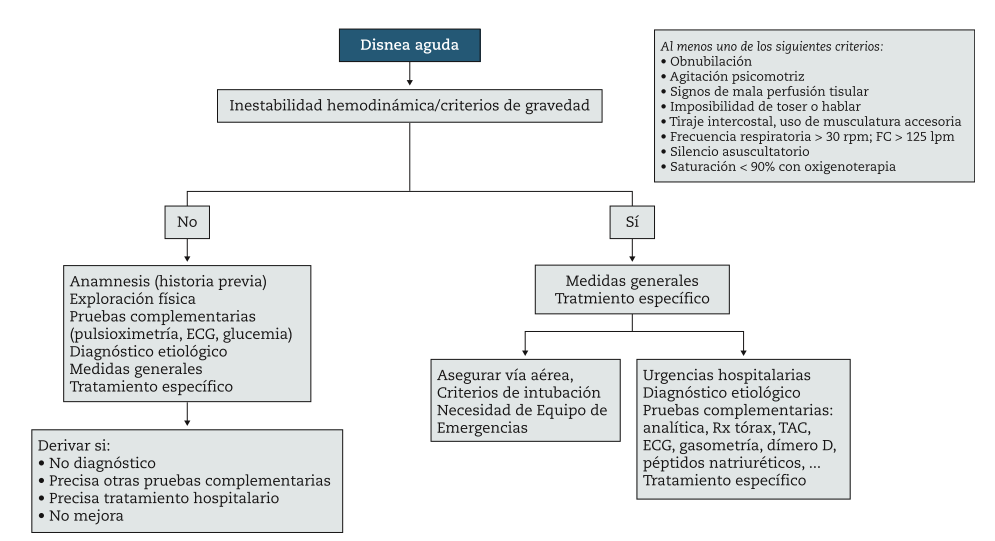 Disnea aguda
Inestabilidad hemodinámica/criterios de gravedad
Al menos uno de los siguientes criterios:
• Obnubilación
• Agitación psicomotriz
• Signos de mala perfusión tisular
• Imposibilidad de toser o hablar
• Tiraje intercostal, uso de musculatura accesoria
• Frecuencia respiratoria > 30 rpm; FC > 125 lpm
• Silencio asuscultatorio
• Saturación < 90% con oxigenoterapia
No
Anamnesis (historia previa)
Exploración física
Pruebas complementarias
(pulsioximetría, ECG, glucemia)
Diagnóstico etiológico
Medidas generales
Tratamiento específico
Derivar si:
• No diagnóstico
• Precisa otras pruebas complementarias
• Precisa tratamiento hospitalario
• No mejora
Sí
Medidas generales
Tratmiento específico
Asegurar vía aérea,
Criterios de intubación
Necesidad de Equipo de
Emergencias
Urgencias hospitalarias
Diagnóstico etiológico
Pruebas complementarias:
analítica, Rx tórax, TAC,
ECG, gasometría, dímero D,
péptidos natriuréticos, ...
Tratamiento específico